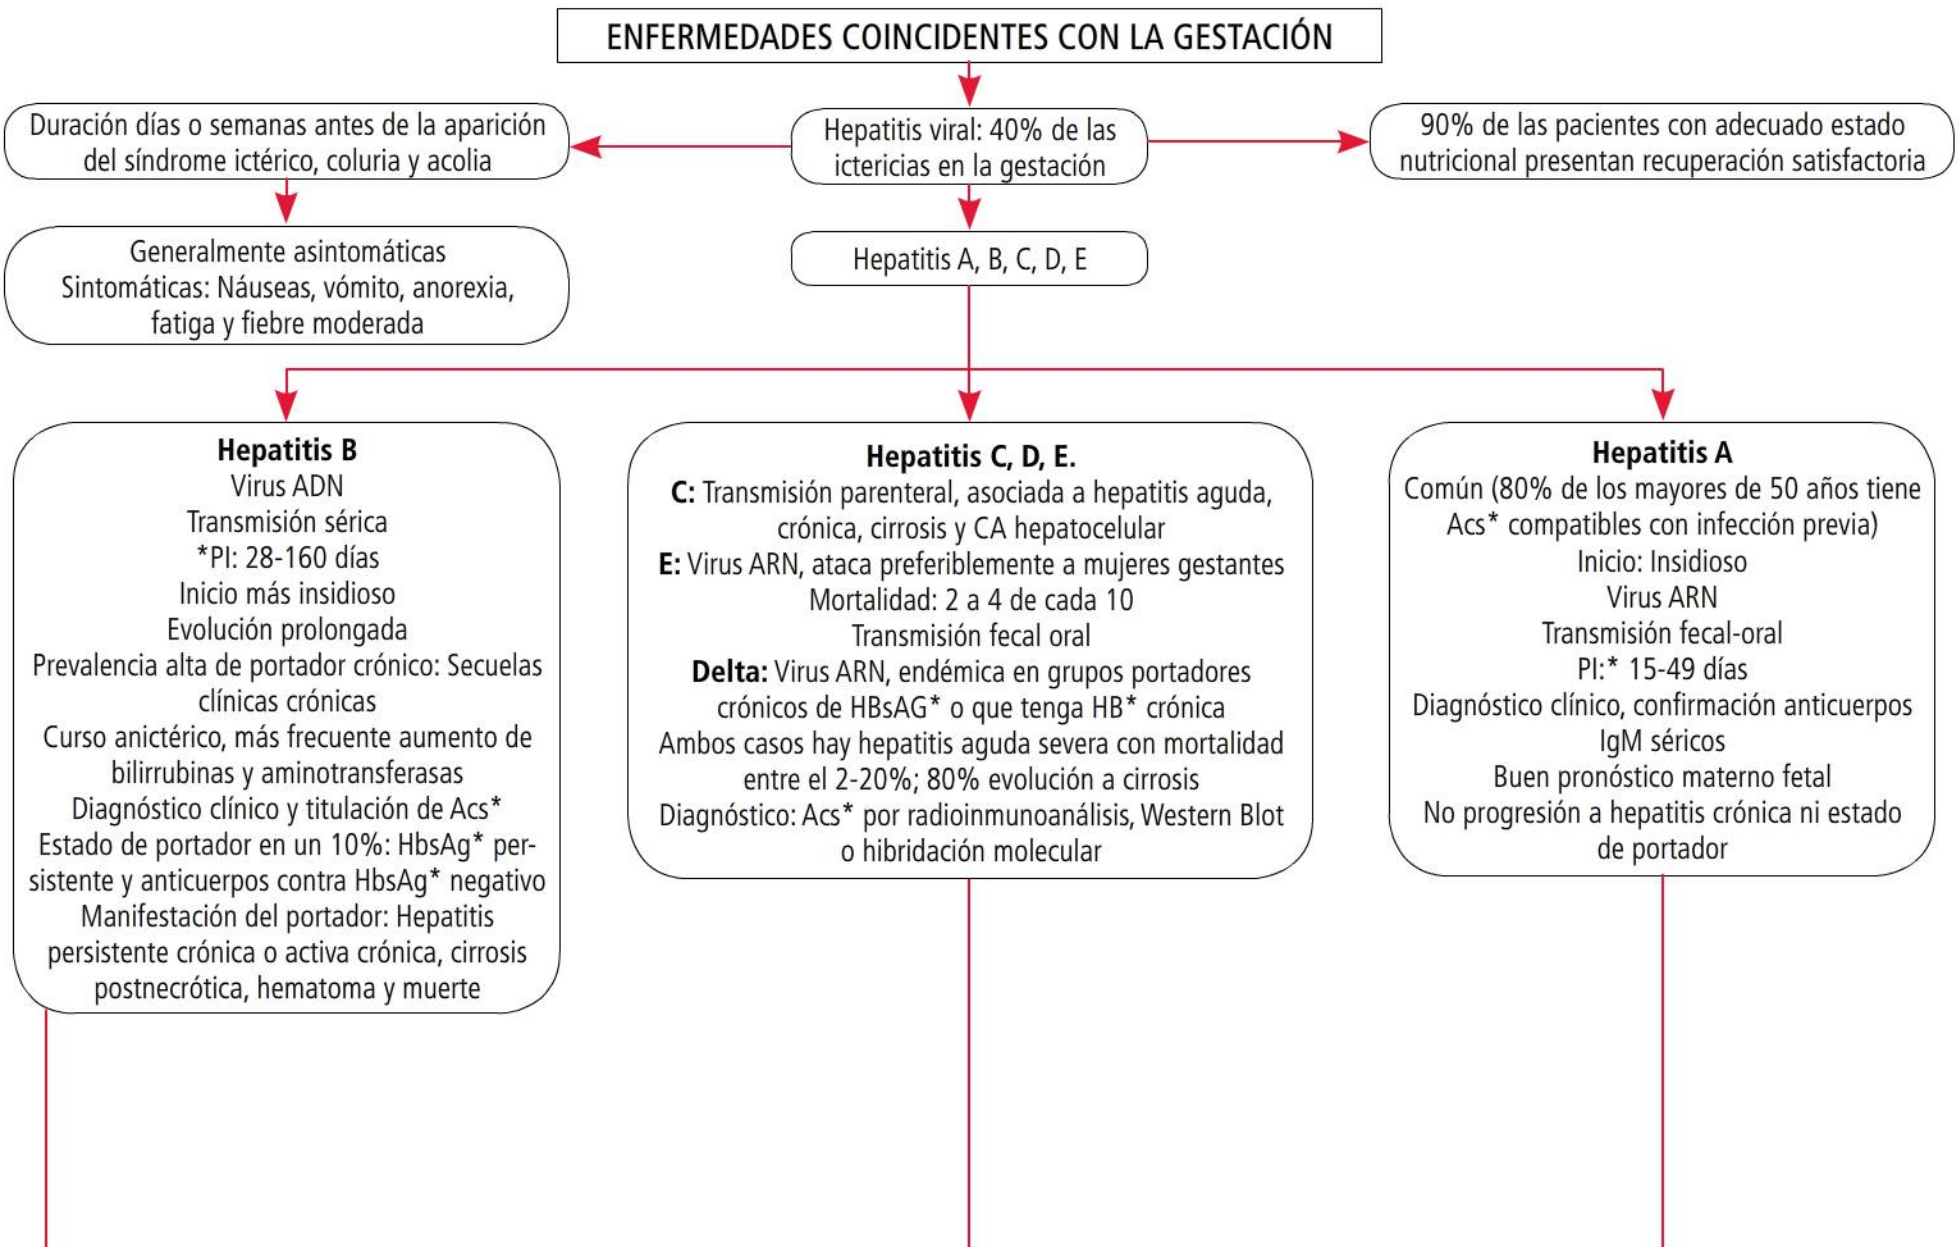 ENFERMEDADES COINCIDENTES CON LA GESTACIÓN
Duración días o semanas antes de la aparición
del síndrome ictérico, coluria y acolia
Hepatitis viral: 40% de las
ictericias en la gestación
90% de las pacientes con adecuado estado
nutricional presentan recuperación satisfactoria
Generalmente asintomáticas
Sintomáticas: Náuseas, vómito, anorexia,
fatiga y fiebre moderada
Hepatitis A, B, C, D, E
Hepatitis B
Virus ADN
Transmisión sérica
*PI: 28-160 días
Inicio más insidioso
Evolución prolongada
Prevalencia alta de portador crónico: Secuelas
clínicas crónicas
Curso anictérico, más frecuente aumento de
bilirrubinas y aminotransferasas
Diagnóstico clínico y titulación de Acs*
Estado de portador en un 10%: HbsAg* per-
sistente y anticuerpos contra HbsAg* negativo
Manifestación del portador: Hepatitis
persistente crónica o activa crónica, cirrosis
postnecrótica, hematoma y muerte
Hepatitis C, D, E.
C: Transmisión parenteral, asociada a hepatitis aguda,
crónica, cirrosis y CA hepatocelular
E: Virus ARN, ataca preferiblemente a mujeres gestantes
Mortalidad: 2 a 4 de cada 10
Transmisión fecal oral
Delta: Virus ARN, endémica en grupos portadores
crónicos de HBsAG* o que tenga HB* crónica
Ambos casos hay hepatitis aguda severa con mortalidad
entre el 2-20%; 80% evolución a cirrosis
Diagnóstico: Acs* por radioinmunoanálisis, Western Blot
o hibridación molecular
Hepatitis A
Común (80% de los mayores de 50 años tiene
Acs* compatibles con infección previa)
Inicio: Insidioso
Virus ARN
Transmisión fecal-oral
PI:* 15-49 días
Diagnóstico clínico, confirmación anticuerpos
IgM séricos
Buen pronóstico materno fetal
No progresión a hepatitis crónica ni estado
de portador